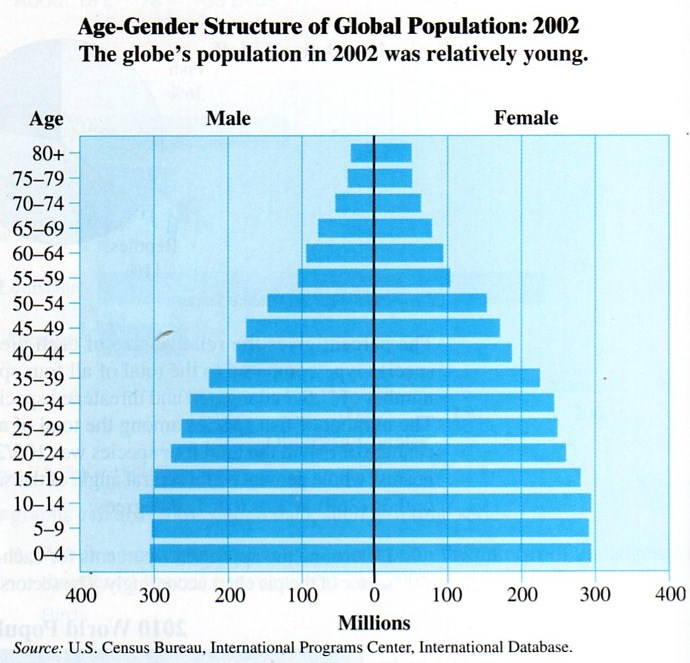 Age-Gender Structure of Global Population: 2002
The globe's population in 2002 was relatively young.
Age
Male
Female
80+
75–79
70–74
65–69
60–64
55–59
50–54
45–49
40–44
35–39
30–34
25–29
20–24
15–19
10–14
5–9
0–4
400 300 200 100 0 100 200 300 400
Millions
Source: U.S. Census Bureau, International Programs Center, International Database.